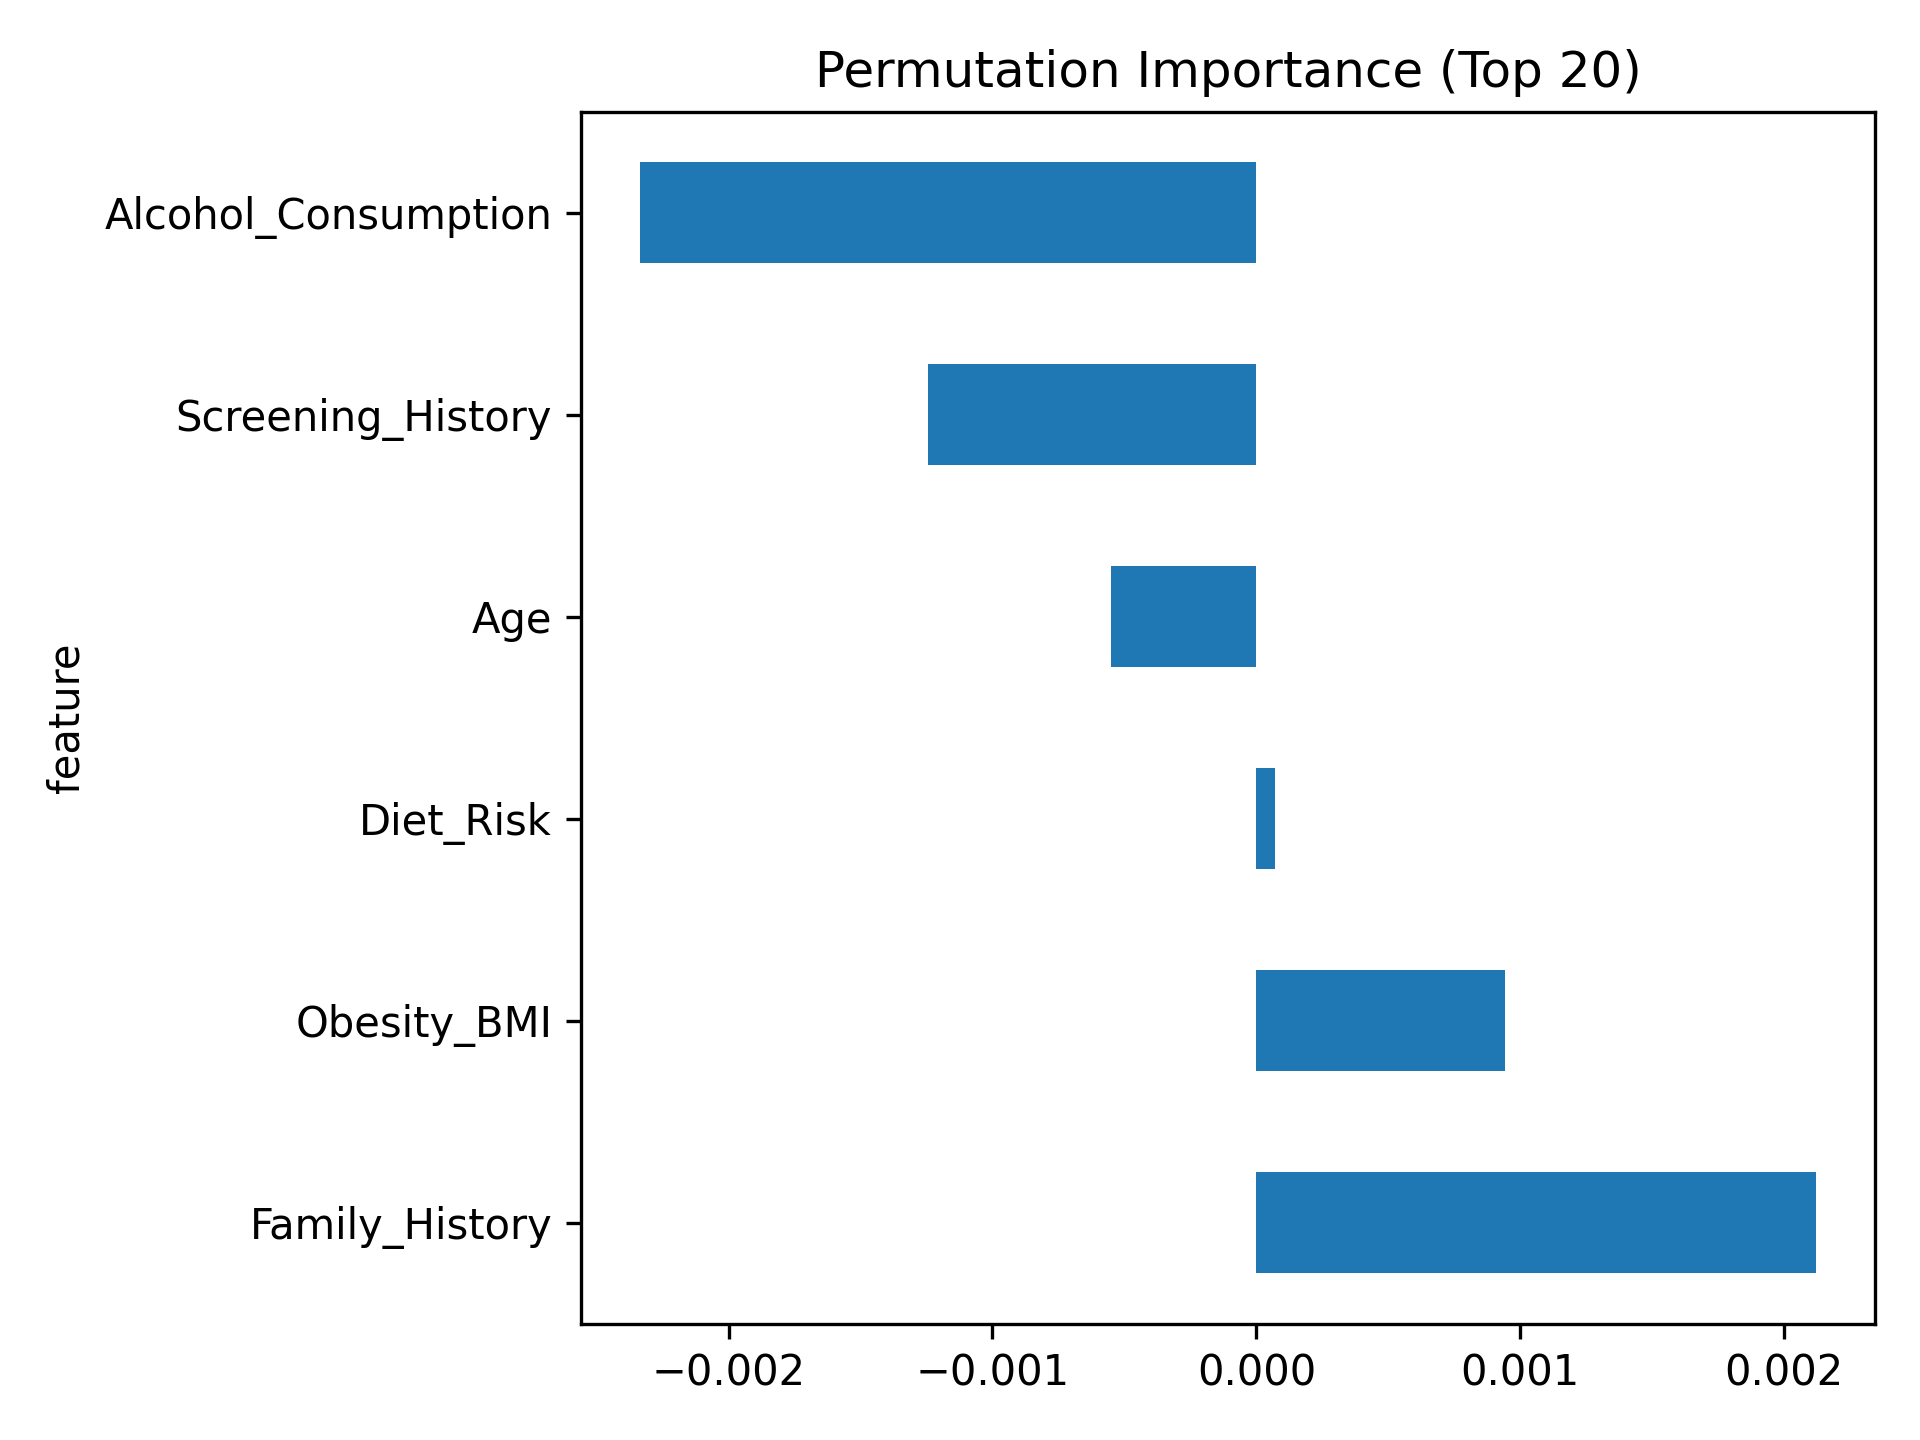 Permutation Importance (Top 20)
Alcohol_Consumption
Screening_History
Age
Diet_Risk
Obesity_BMI
Family_History
feature
−0.002 −0.001 0.000 0.001 0.002